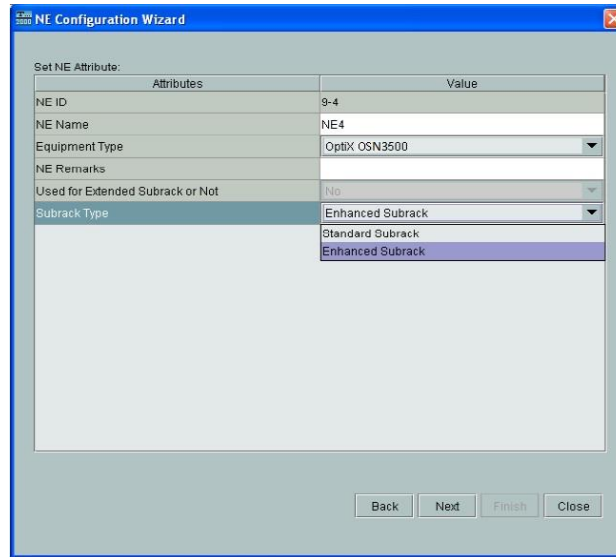 NE Configuration Wizard
Set NE Attribute:
Attributes Value
NE ID 9-4
NE Name NE4
Equipment Type OptiX OSN3500
NE Remarks
Used for Extended Subrack or Not No
Subrack Type Enhanced Subrack
Standard Subrack
Enhanced Subrack
Back Next Finish Close